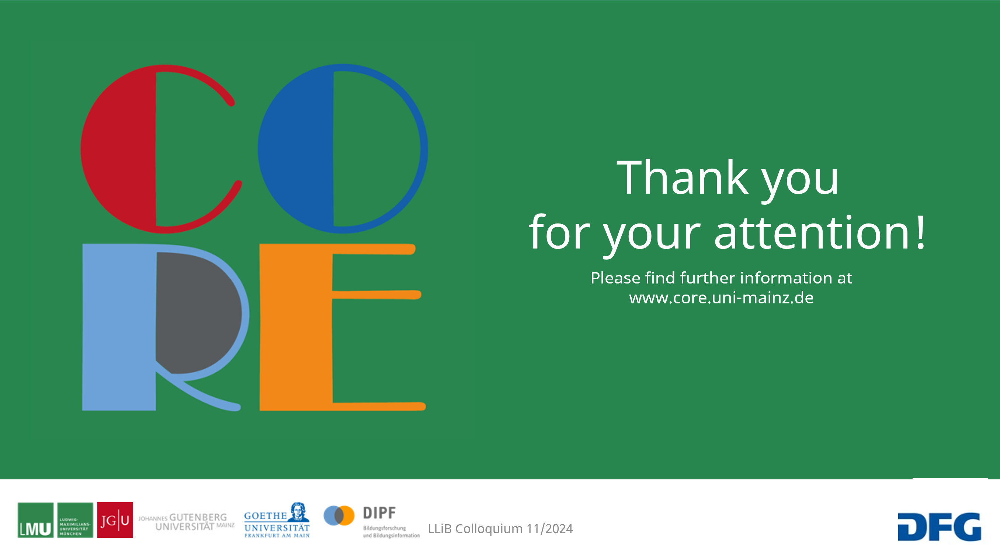 CO
RE
Thank you
for your attention!
Please find further information at
www.core.uni-mainz.de
LMU
LUDWIG-
MAXIMILIANS-
UNIVERSITÄT
MÜNCHEN
JG|U
JOHANNES GUTENBERG
UNIVERSITÄT MAINZ
GOETHE
UNIVERSITÄT
FRANKFURT AM MAIN
DIPF
Bildungsforschung
und Bildungsinformation
LLiB Colloquium 11/2024
DFG